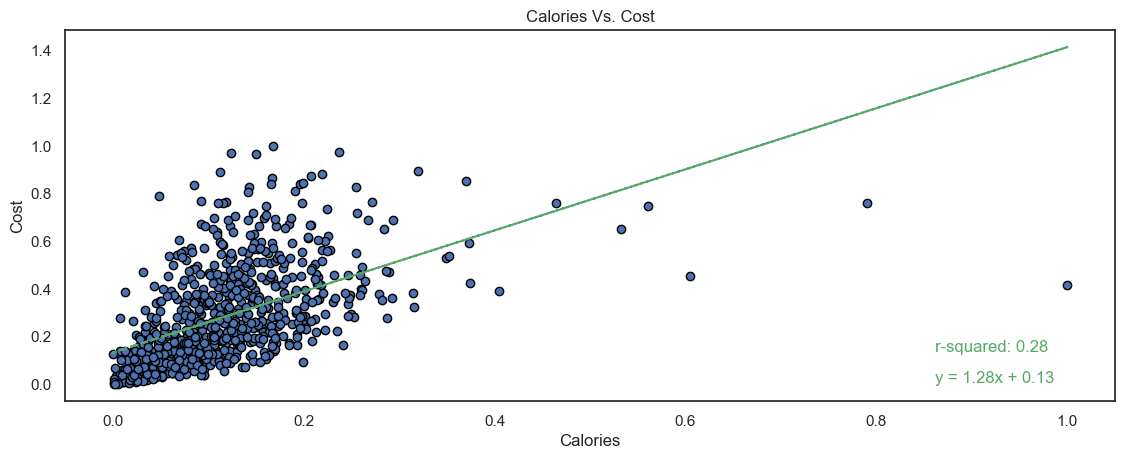 Calories Vs. Cost
1.4
1.2
1.0
0.8
0.6
0.4
0.2
0.0
Cost
r-squared: 0.28
y = 1.28x + 0.13
0.0 0.2 0.4 0.6 0.8 1.0
Calories